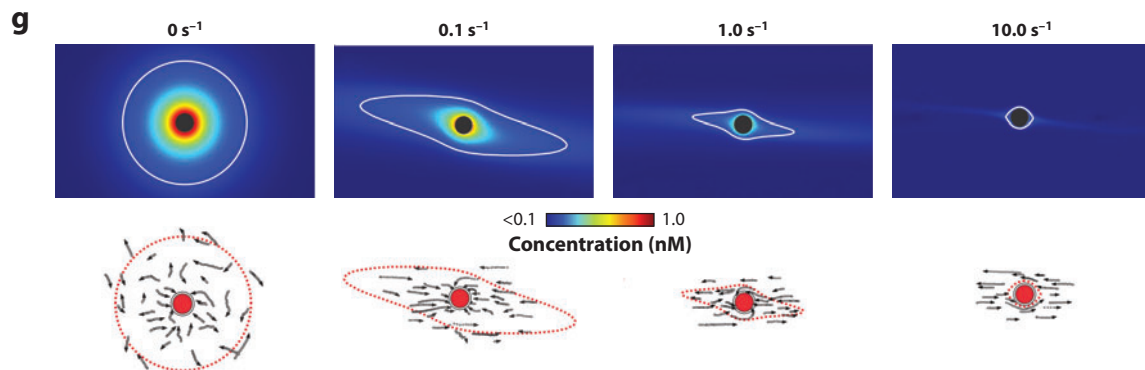 g
0 s⁻¹ 0.1 s⁻¹ 1.0 s⁻¹ 10.0 s⁻¹
<0.1 1.0
Concentration (nM)